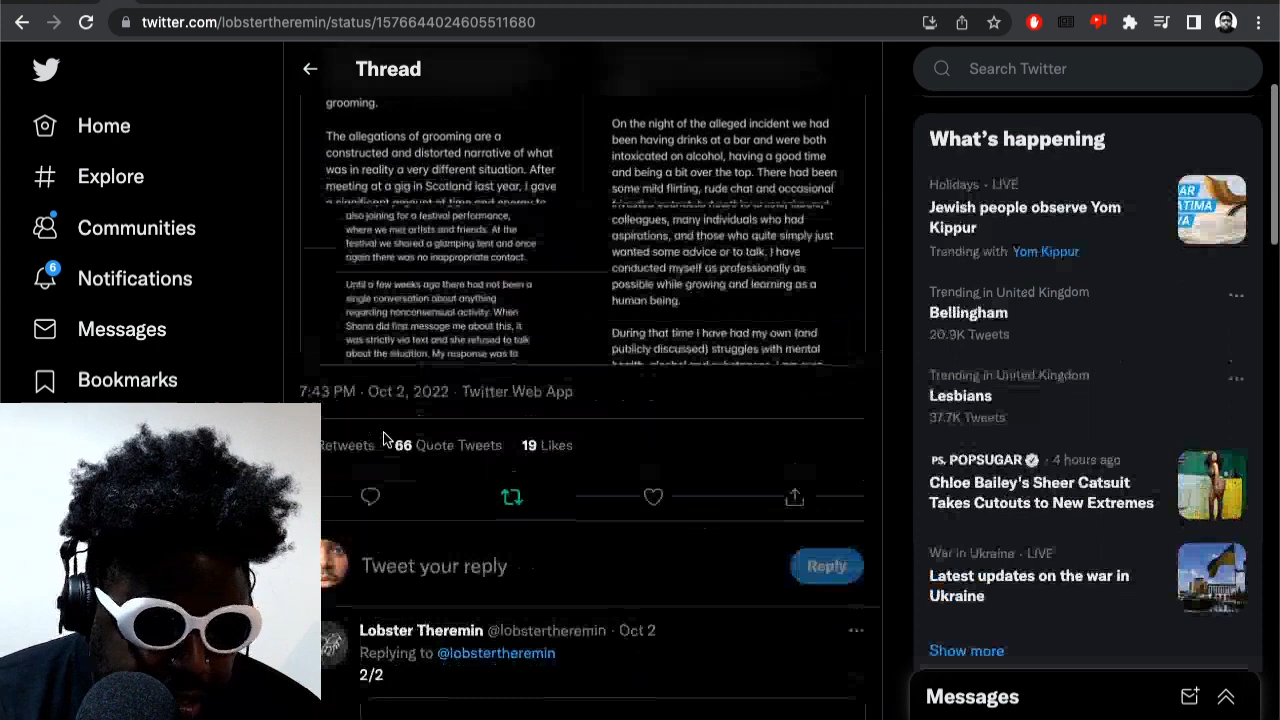 twitter.com/lobstertheremin/status/1576644024605511680
Home
Explore
Communities
6
Notifications
Messages
Bookmarks
Thread
grooming.
The allegations of grooming are a
constructed and distorted narrative of what
was in reality a very different situation. After
meeting at a gig in Scotland last year, I gave
also joining for a festival performance,
where we met artists and friends. At the
festival we shared a glamping tent and once
again there was no inappropriate contact.
Until a few weeks ago there had not been a
single conversation about anything
regarding nonconsensual activity. When
Shana did first message me about this, it
was strictly via text and she refused to talk
about the situation. My response was to
On the night of the alleged incident we had
been having drinks at a bar and were both
intoxicated on alcohol, having a good time
and being a bit over the top. There had been
some mild flirting, rude chat and occasional
colleagues, many individuals who had
aspirations, and those who quite simply just
wanted some advice or to talk. I have
conducted myself as professionally as
possible while growing and learning as a
human being.
During that time I have had my own (and
publicly discussed) struggles with mental
7:43 PM · Oct 2, 2022 · Twitter Web App
Retweets 66 Quote Tweets 19 Likes
Tweet your reply
Reply
Lobster Theremin @lobstertheremin · Oct 2
Replying to @lobstertheremin
2/2
Search Twitter
What's happening
Holidays · LIVE
Jewish people observe Yom
Kippur
Trending with Yom Kippur
Trending in United Kingdom
Bellingham
20.9K Tweets
Trending in United Kingdom
Lesbians
37.7K Tweets
PS. POPSUGAR · 4 hours ago
Chloe Bailey's Sheer Catsuit
Takes Cutouts to New Extremes
War in Ukraine · LIVE
Latest updates on the war in
Ukraine
Show more
Messages